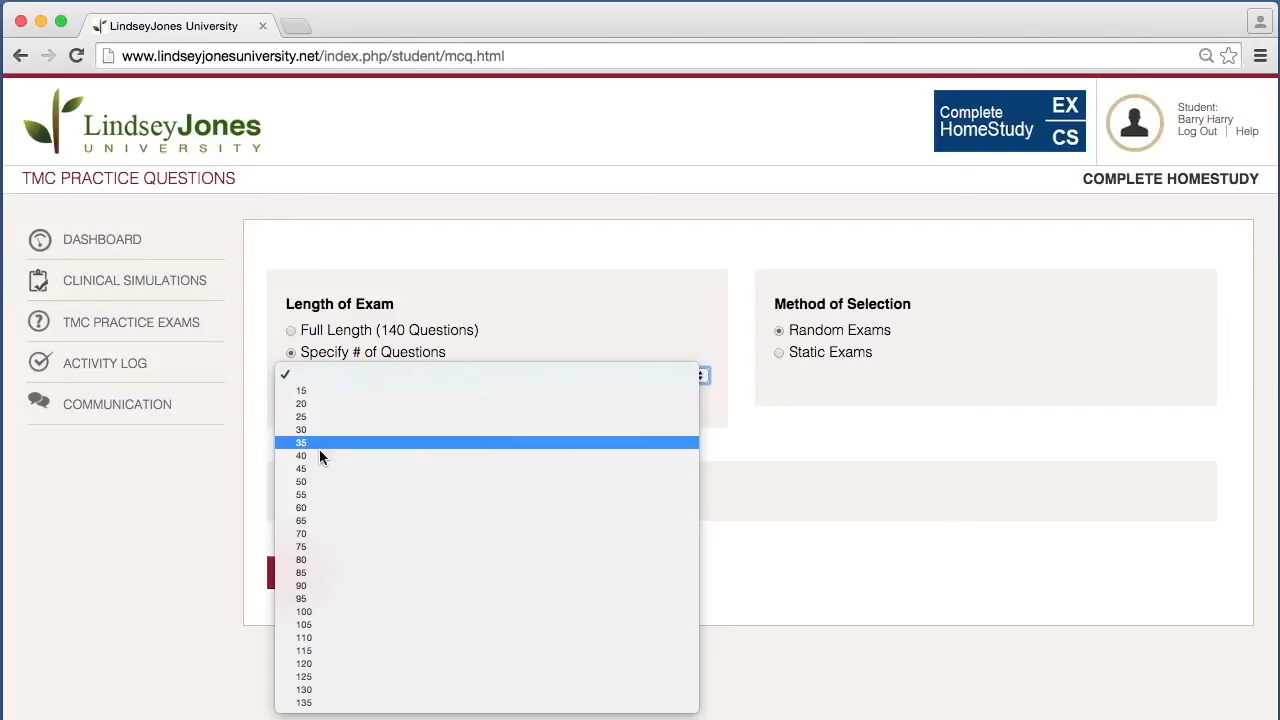 LindseyJones University
www.lindseyjonesuniversity.net/index.php/student/mcq.html
LindseyJones
UNIVERSITY
Complete
HomeStudy
EX
CS
Student:
Barry Harry
Log Out | Help
TMC PRACTICE QUESTIONS
COMPLETE HOMESTUDY
DASHBOARD
CLINICAL SIMULATIONS
TMC PRACTICE EXAMS
ACTIVITY LOG
COMMUNICATION
Length of Exam
Full Length (140 Questions)
Specify # of Questions
15
20
25
30
35
40
45
50
55
60
65
70
75
80
85
90
95
100
105
110
115
120
125
130
135
Method of Selection
Random Exams
Static Exams